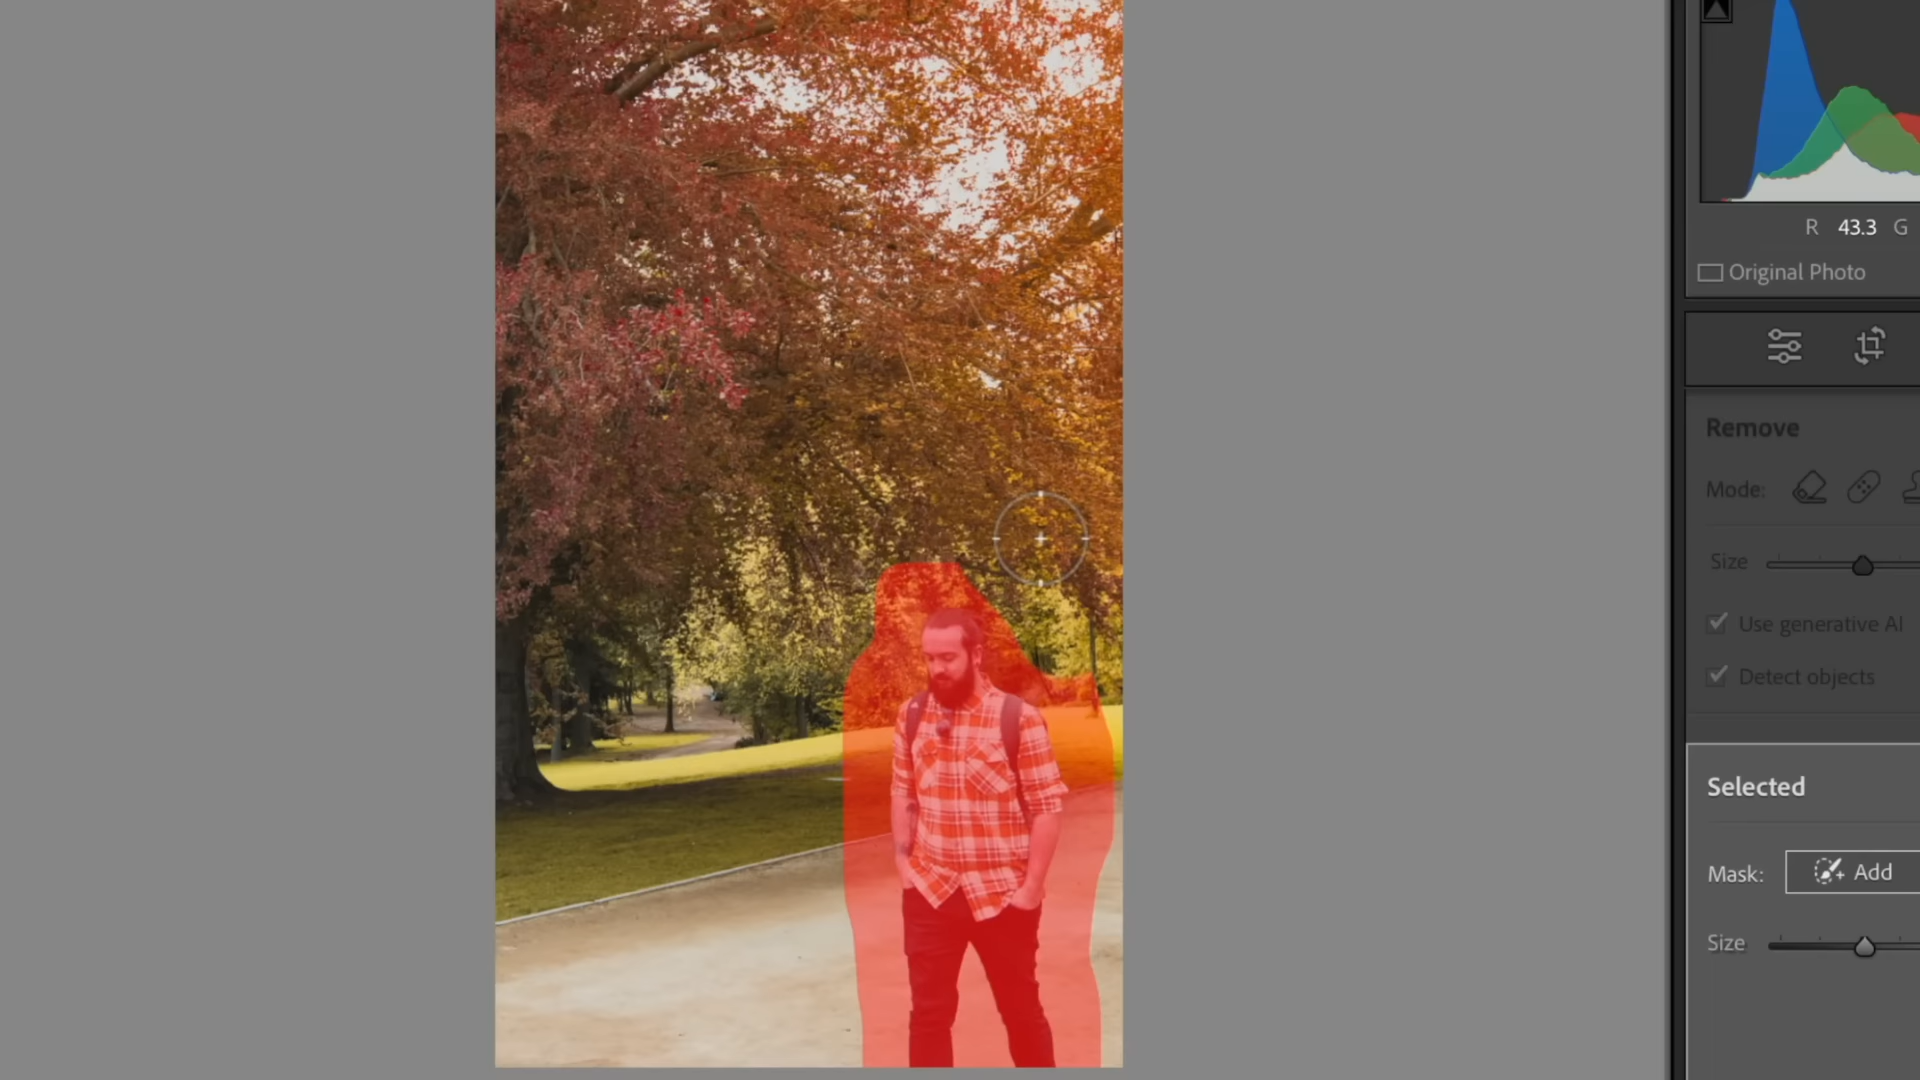 R 43.3 G
Original Photo
Remove
Mode:
Size
Use generative AI
Detect objects
Selected
Mask: Add
Size